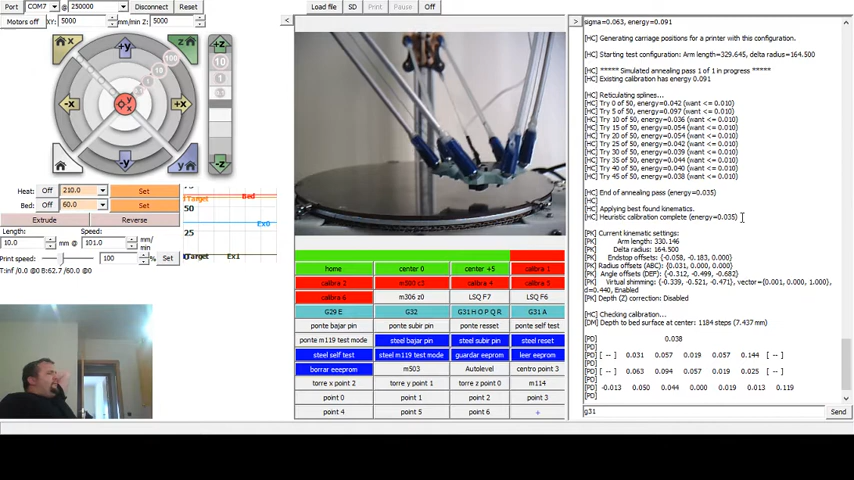 Port COM7 @ 250000 Disconnect Reset
Motors off XY: 5000 mm/min Z: 5000
+y z +z
100 10
10 1
1
-x y x +x
-y y -z
Heat: Off 210.0 Set
Bed: Off 60.0 Set
Extrude Reverse
Length: Speed:
10.0 mm @ 101.0 mm/min
Print speed: 100 % Set
T:inf /0.0 @0 B:62.7 /60.0 @0
Target Bed
50
Ex0
25
Target Ex1
< Load file SD Print Pause Off >
home center 0 center +5 calibra 1
calibra 2 m500 c3 calibra 4 calibra 5
calibra 6 m306 z0 LSQ F7 LSQ F6
G29 E G32 G31 H O P Q R G31 A
ponte bajar pin ponte subir pin ponte resset ponte self test
ponte m119 test mode steel bajar pin steel subir pin steel reset
steel self test steel m119 test mode guardar eeprom leer eeprom
borrar eeeprom m503 Autolevel centro point 3
torre x point 2 torre y point 1 torre z point 0 m114
point 0 point 1 point 2 point 3
point 4 point 5 point 6 +
sigma=0.063, energy=0.091
[HC] Generating carriage positions for a printer with this configuration.
[HC] Starting test configuration: Arm length=329.645, delta radius=164.500
[HC] ***** Simulated annealing pass 1 of 1 in progress *****
[HC] Existing calibration has energy 0.091
[HC] Reticulating splines...
[HC] Try 0 of 50, energy=0.042 (want <= 0.010)
[HC] Try 5 of 50, energy=0.097 (want <= 0.010)
[HC] Try 10 of 50, energy=0.036 (want <= 0.010)
[HC] Try 15 of 50, energy=0.054 (want <= 0.010)
[HC] Try 20 of 50, energy=0.054 (want <= 0.010)
[HC] Try 25 of 50, energy=0.042 (want <= 0.010)
[HC] Try 30 of 50, energy=0.039 (want <= 0.010)
[HC] Try 35 of 50, energy=0.044 (want <= 0.010)
[HC] Try 40 of 50, energy=0.040 (want <= 0.010)
[HC] Try 45 of 50, energy=0.038 (want <= 0.010)
[HC] End of annealing pass (energy=0.035)
[HC]
[HC] Applying best found kinematics.
[HC] Heuristic calibration complete (energy=0.035)
[PK] Current kinematic settings:
[PK] Arm length: 330.146
[PK] Delta radius: 164.500
[PK] Endstop offsets: {-0.058, -0.183, 0.000}
[PK] Radius offsets (ABC): {0.031, 0.000, 0.000}
[PK] Angle offsets (DEF): {-0.312, -0.499, -0.682}
[PK] Virtual shimming: {-0.339, -0.521, -0.471}, vector={0.001, 0.000, 1.000}, d=0.440, Enabled
[PK] Depth (Z) correction: Disabled
[HC] Checking calibration...
[DM] Depth to bed surface at center: 1184 steps (7.437 mm)
[PD] 0.038
[PD]
[PD] [ -- ] 0.031 0.057 0.019 0.057 0.144 [ -- ]
[PD]
[PD] [ -- ] 0.063 0.094 0.057 0.019 0.025 [ -- ]
[PD]
[PD] -0.013 0.050 0.044 0.000 0.019 0.013 0.119
[PD]
g31 Send